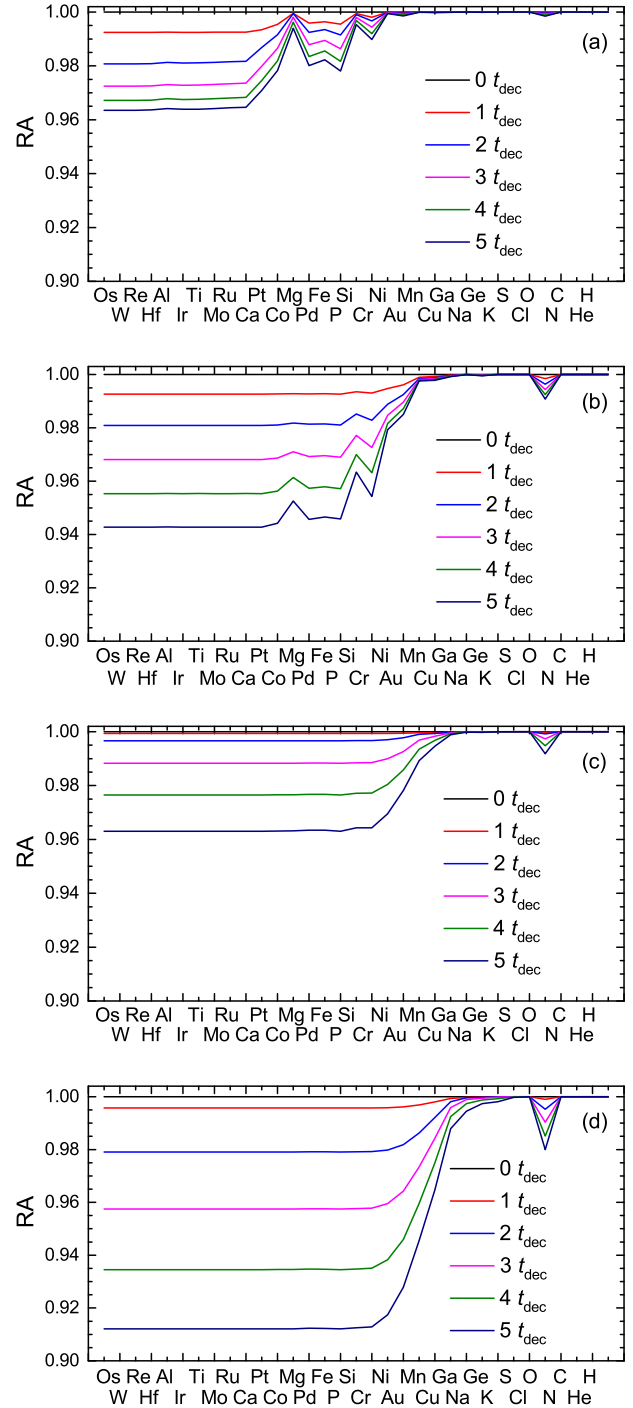 1.00
0.98
0.96
0.94
0.92
0.90
RA
(a)
0 t_dec
1 t_dec
2 t_dec
3 t_dec
4 t_dec
5 t_dec
Os Re Al Ti Ru Pt Mg Fe Si Ni Mn Ga Ge S O C H
W Hf Ir Mo Ca Co Pd P Cr Au Cu Na K Cl N He
1.00
0.98
0.96
0.94
0.92
0.90
RA
(b)
0 t_dec
1 t_dec
2 t_dec
3 t_dec
4 t_dec
5 t_dec
Os Re Al Ti Ru Pt Mg Fe Si Ni Mn Ga Ge S O C H
W Hf Ir Mo Ca Co Pd P Cr Au Cu Na K Cl N He
1.00
0.98
0.96
0.94
0.92
0.90
RA
(c)
0 t_dec
1 t_dec
2 t_dec
3 t_dec
4 t_dec
5 t_dec
Os Re Al Ti Ru Pt Mg Fe Si Ni Mn Ga Ge S O C H
W Hf Ir Mo Ca Co Pd P Cr Au Cu Na K Cl N He
1.00
0.98
0.96
0.94
0.92
0.90
RA
(d)
0 t_dec
1 t_dec
2 t_dec
3 t_dec
4 t_dec
5 t_dec
Os Re Al Ti Ru Pt Mg Fe Si Ni Mn Ga Ge S O C H
W Hf Ir Mo Ca Co Pd P Cr Au Cu Na K Cl N He